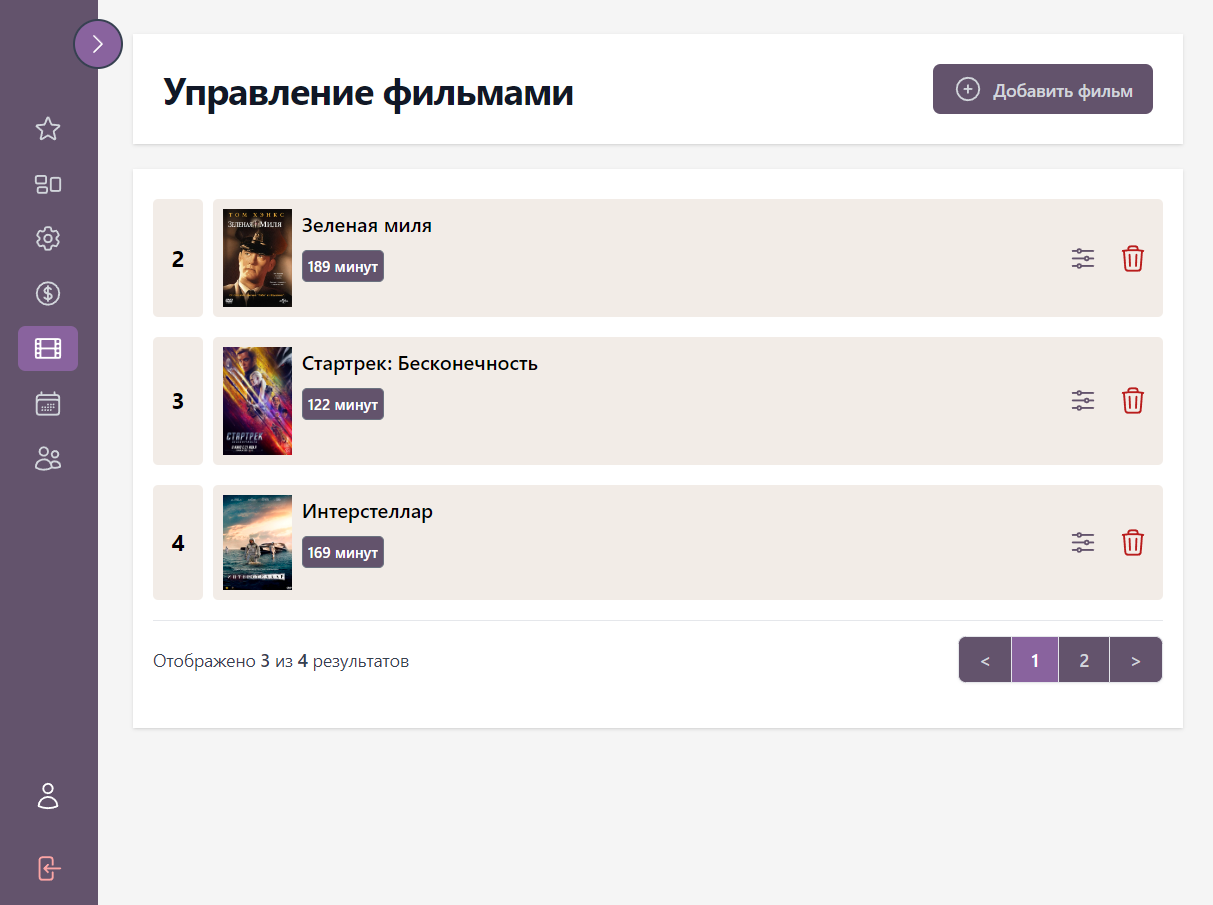 Управление фильмами
Добавить фильм
2
ТОМ ХЭНКС
ЗЕЛЕНАЯ МИЛЯ
Зеленая миля
189 минут
3
СТАРТРЕК
Стартрек: Бесконечность
122 минут
4
ИНТЕРСТЕЛЛАР
Интерстеллар
169 минут
Отображено 3 из 4 результатов
< 1 2 >